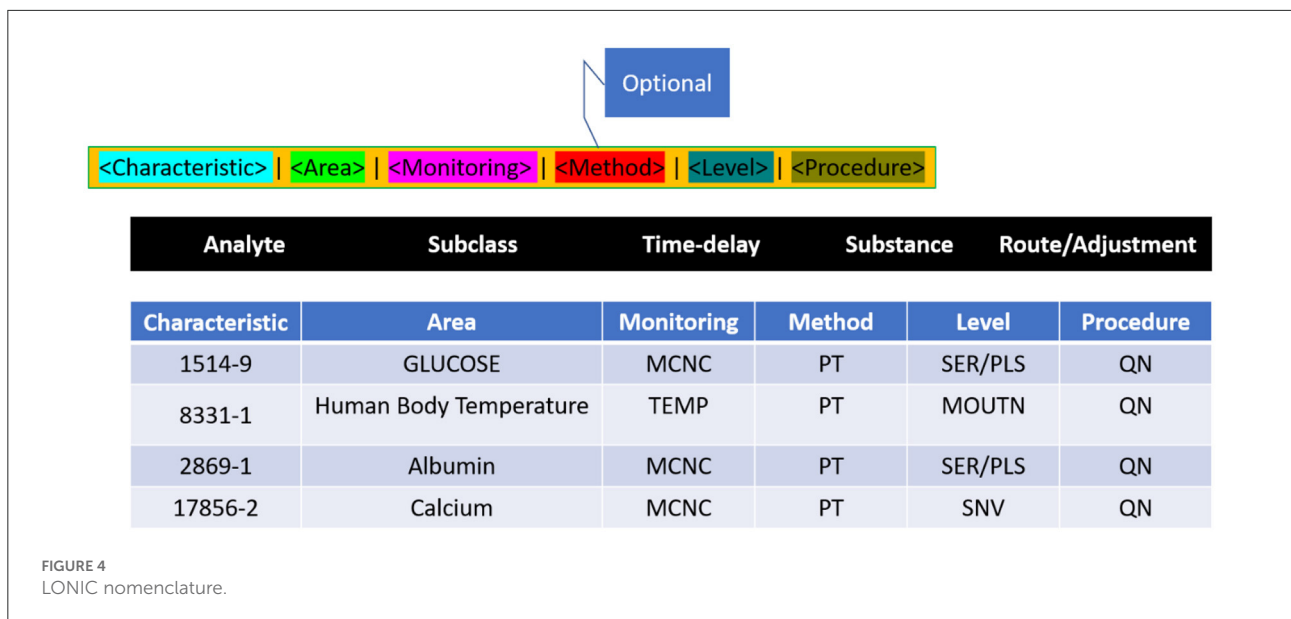 Optional
<Characteristic> | <Area> | <Monitoring> | <Method> | <Level> | <Procedure>
Analyte Subclass Time-delay Substance Route/Adjustment
Characteristic Area Monitoring Method Level Procedure
1514-9 GLUCOSE MCNC PT SER/PLS QN
8331-1 Human Body Temperature TEMP PT MOUTN QN
2869-1 Albumin MCNC PT SER/PLS QN
17856-2 Calcium MCNC PT SNV QN
FIGURE 4
LONIC nomenclature.